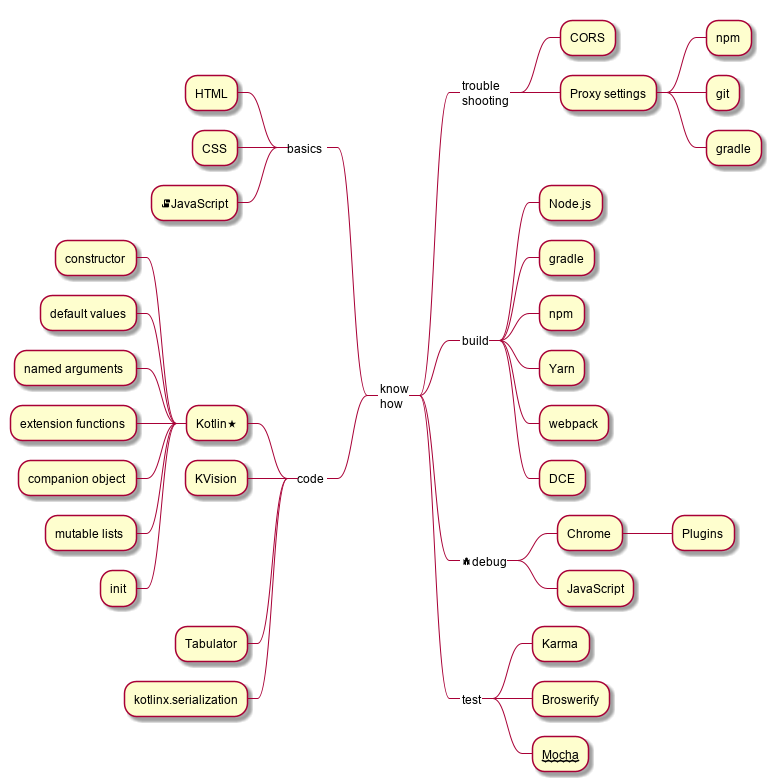 know
how
trouble
shooting
CORS
Proxy settings
npm
git
gradle
build
Node.js
gradle
npm
Yarn
webpack
DCE
debug
Chrome
Plugins
JavaScript
test
Karma
Broswerify
Mocha
basics
HTML
CSS
JavaScript
code
Kotlin★
constructor
default values
named arguments
extension functions
companion object
mutable lists
init
KVision
Tabulator
kotlinx.serialization